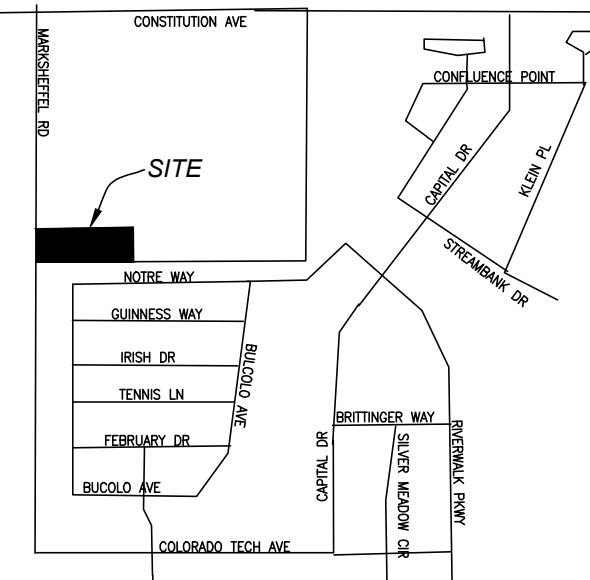 CONSTITUTION AVE
MARKSHEFFEL RD
CONFLUENCE POINT
SITE
CAPITAL DR
KLEIN PL
STREAMBANK DR
NOTRE WAY
GUINNESS WAY
IRISH DR
BULCOLO AVE
TENNIS LN
BRITTINGER WAY
FEBRUARY DR
CAPITAL DR
SILVER MEADOW CIR
RIVERWALK PKWY
BUCOLO AVE
COLORADO TECH AVE